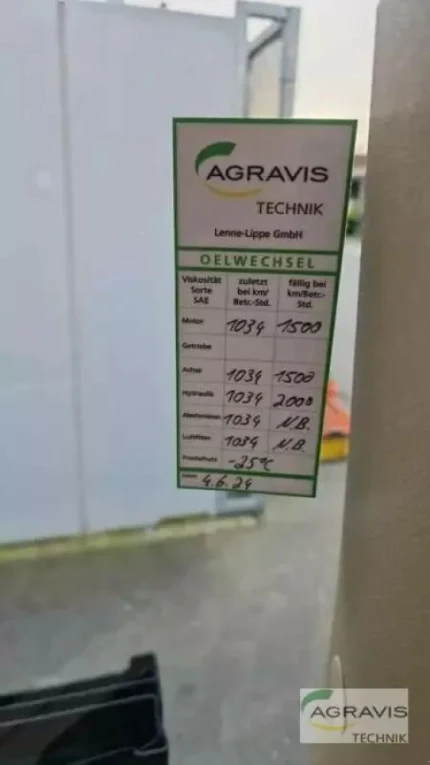 AGRAVIS
TECHNIK
Lenne-Lippe GmbH
OELWECHSEL
Viskosität Sorte SAE
zuletzt bei km/ Betr.-Std.
fällig bei km/Betr.- Std.
Motor 1034 1500
Getriebe
Achse 1034 1500
Hydraulik 1034 2000
1034 N.B.
Luftfilter 1034 N.B.
Frostschutz -25°C
4.6.24
AGRAVIS
TECHNIK